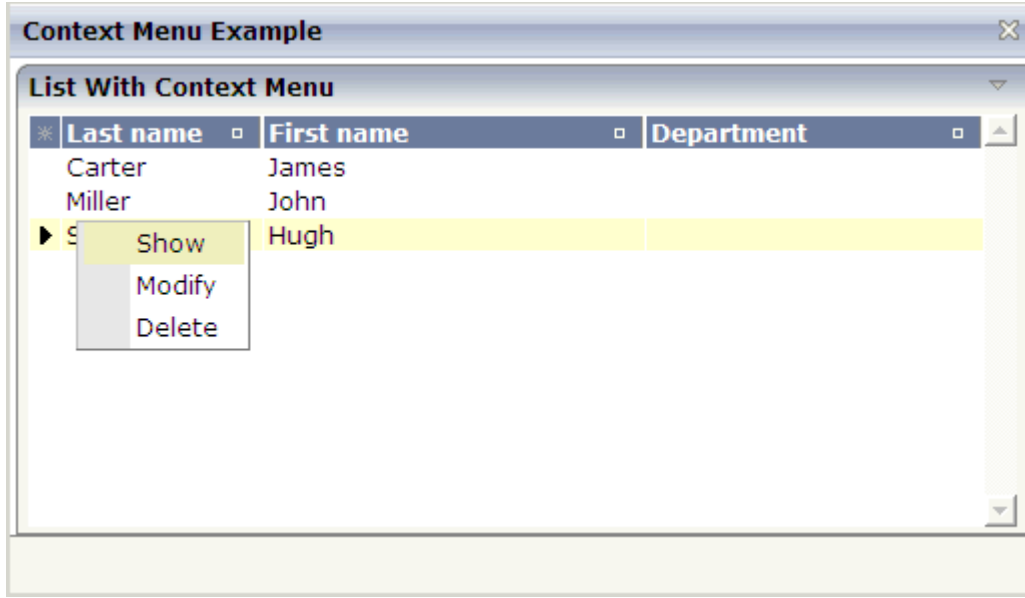 Context Menu Example
List With Context Menu
Last name First name Department
Carter James
Miller John
Hugh
Show
Modify
Delete